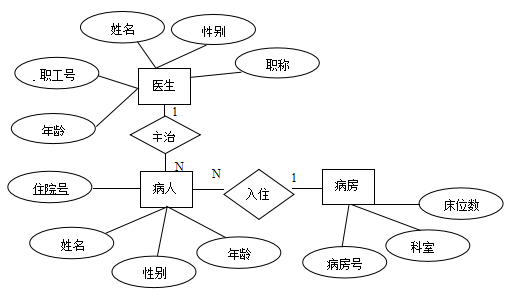 姓名
性别
.职工号
医生
职称
年龄
1
主治
N
住院号
病人
N
入住
1
病房
床位数
姓名
性别
年龄
病房号
科室